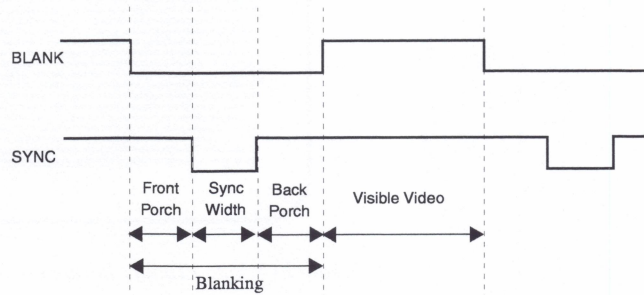 BLANK
SYNC
Front
Porch
Sync
Width
Back
Porch
Visible Video
Blanking